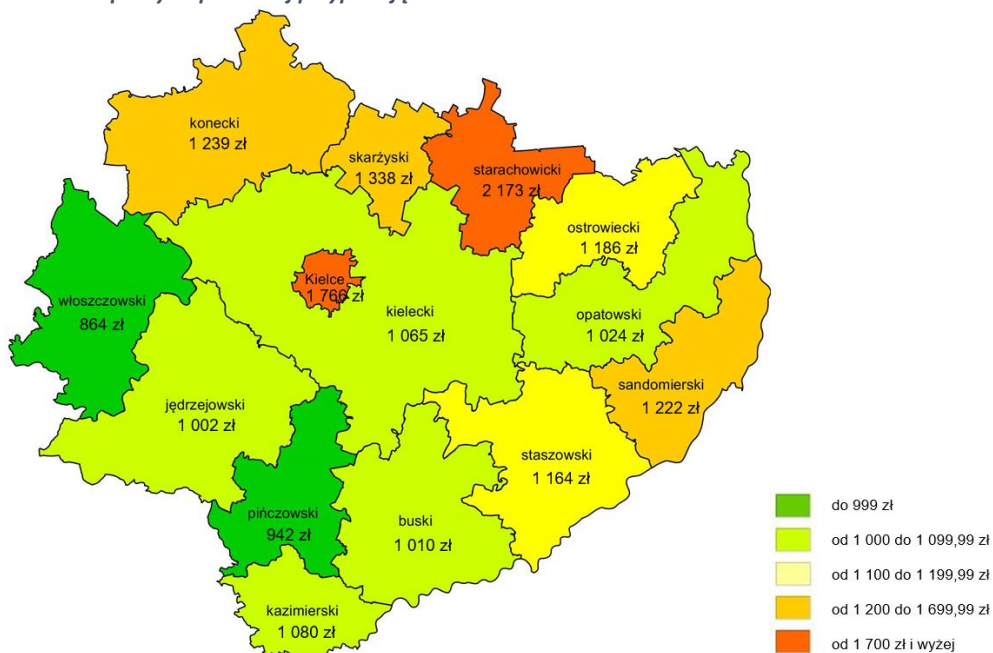 konecki
1 239 zł
skarżyski
1 338 zł
starachowicki
2 173 zł
ostrowiecki
1 186 zł
Kielce
1 766 zł
włoszczowski
864 zł
kielecki
1 065 zł
opatowski
1 024 zł
sandomierski
1 222 zł
jędrzejowski
1 002 zł
staszowski
1 164 zł
pińczowski
942 zł
buski
1 010 zł
kazimierski
1 080 zł
do 999 zł
od 1 000 do 1 099,99 zł
od 1 100 do 1 199,99 zł
od 1 200 do 1 699,99 zł
od 1 700 zł i wyżej